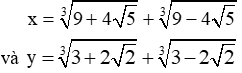 x = ∛(9+4√5) + ∛(9−4√5)
và y = ∛(3+2√2) + ∛(3−2√2)